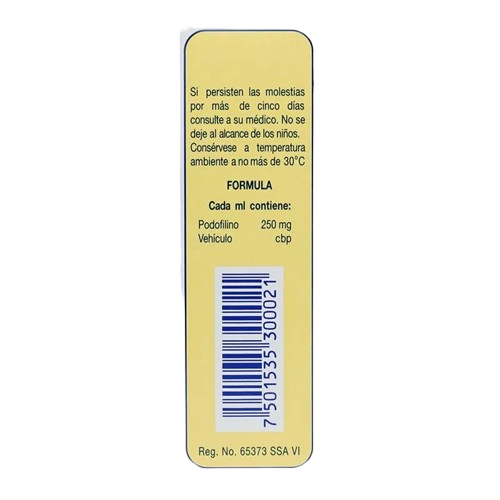 Si persisten las molestias
por más de cinco días
consulte a su médico. No se
deje al alcance de los niños.
Consérvese a temperatura
ambiente a no más de 30°C
FORMULA
Cada ml contiene:
Podofilino 250 mg
Vehículo cbp
7 501535 300021
Reg. No. 65373 SSA VI